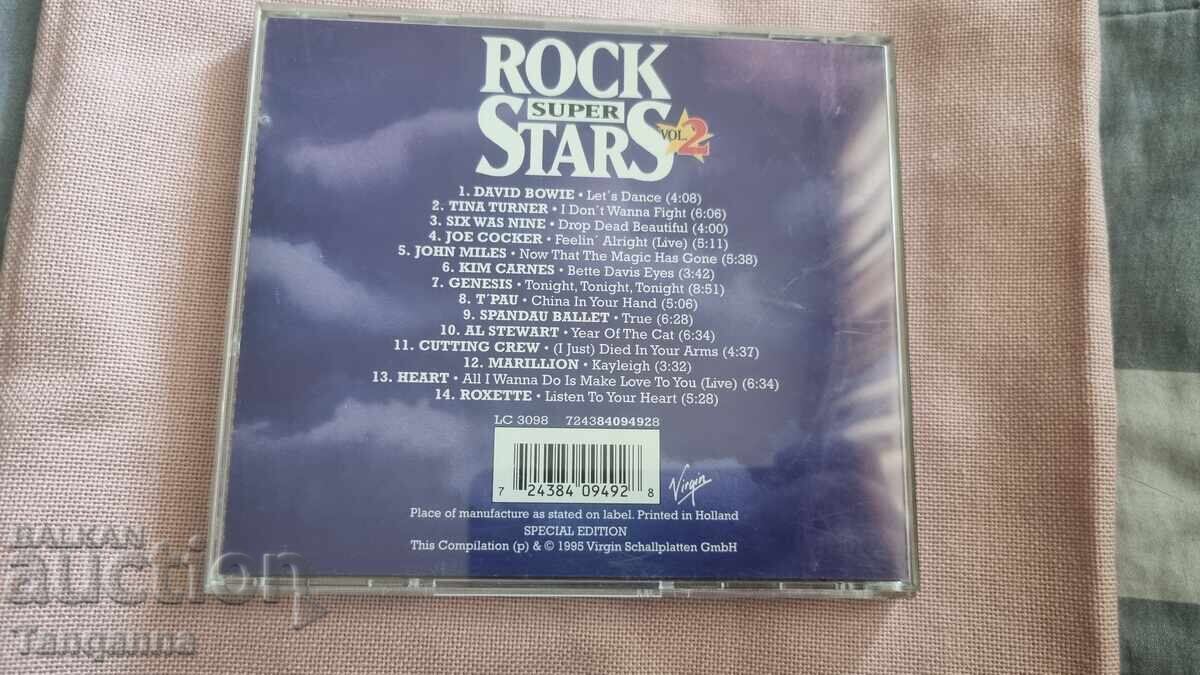 ROCK
SUPER
STARS VOL. 2
1. DAVID BOWIE • Let´s Dance (4:08)
2. TINA TURNER • I Don´t Wanna Fight (6:06)
3. SIX WAS NINE • Drop Dead Beautiful (4:00)
4. JOE COCKER • Feelin´ Alright (Live) (5:11)
5. JOHN MILES • Now That The Magic Has Gone (5:38)
6. KIM CARNES • Bette Davis Eyes (3:42)
7. GENESIS • Tonight, Tonight, Tonight (8:51)
8. T´PAU • China In Your Hand (5:06)
9. SPANDAU BALLET • True (6:28)
10. AL STEWART • Year Of The Cat (6:34)
11. CUTTING CREW • (I Just) Died In Your Arms (4:37)
12. MARILLION • Kayleigh (3:32)
13. HEART • All I Wanna Do Is Make Love To You (Live) (6:34)
14. ROXETTE • Listen To Your Heart (5:28)
LC 3098 724384094928
7 24384 09492 8
Virgin
Place of manufacture as stated on label. Printed in Holland
SPECIAL EDITION
This Compilation (p) & © 1995 Virgin Schallplatten GmbH
BALKAN
auction
Tanganna